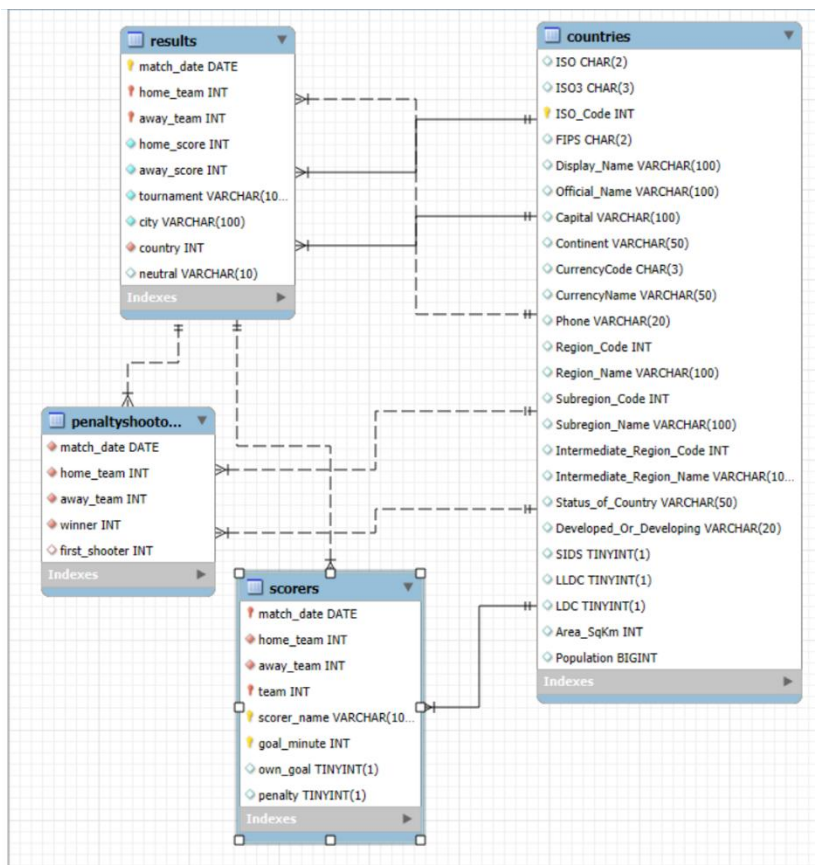 results
match_date DATE
home_team INT
away_team INT
home_score INT
away_score INT
tournament VARCHAR(10...
city VARCHAR(100)
country INT
neutral VARCHAR(10)
Indexes
countries
ISO CHAR(2)
ISO3 CHAR(3)
ISO_Code INT
FIPS CHAR(2)
Display_Name VARCHAR(100)
Official_Name VARCHAR(100)
Capital VARCHAR(100)
Continent VARCHAR(50)
CurrencyCode CHAR(3)
CurrencyName VARCHAR(50)
Phone VARCHAR(20)
Region_Code INT
Region_Name VARCHAR(100)
Subregion_Code INT
Subregion_Name VARCHAR(100)
Intermediate_Region_Code INT
Intermediate_Region_Name VARCHAR(10...
Status_of_Country VARCHAR(50)
Developed_Or_Developing VARCHAR(20)
SIDS TINYINT(1)
LLDC TINYINT(1)
LDC TINYINT(1)
Area_SqKm INT
Population BIGINT
Indexes
penaltyshooto...
match_date DATE
home_team INT
away_team INT
winner INT
first_shooter INT
Indexes
scorers
match_date DATE
home_team INT
away_team INT
team INT
scorer_name VARCHAR(10...
goal_minute INT
own_goal TINYINT(1)
penalty TINYINT(1)
Indexes